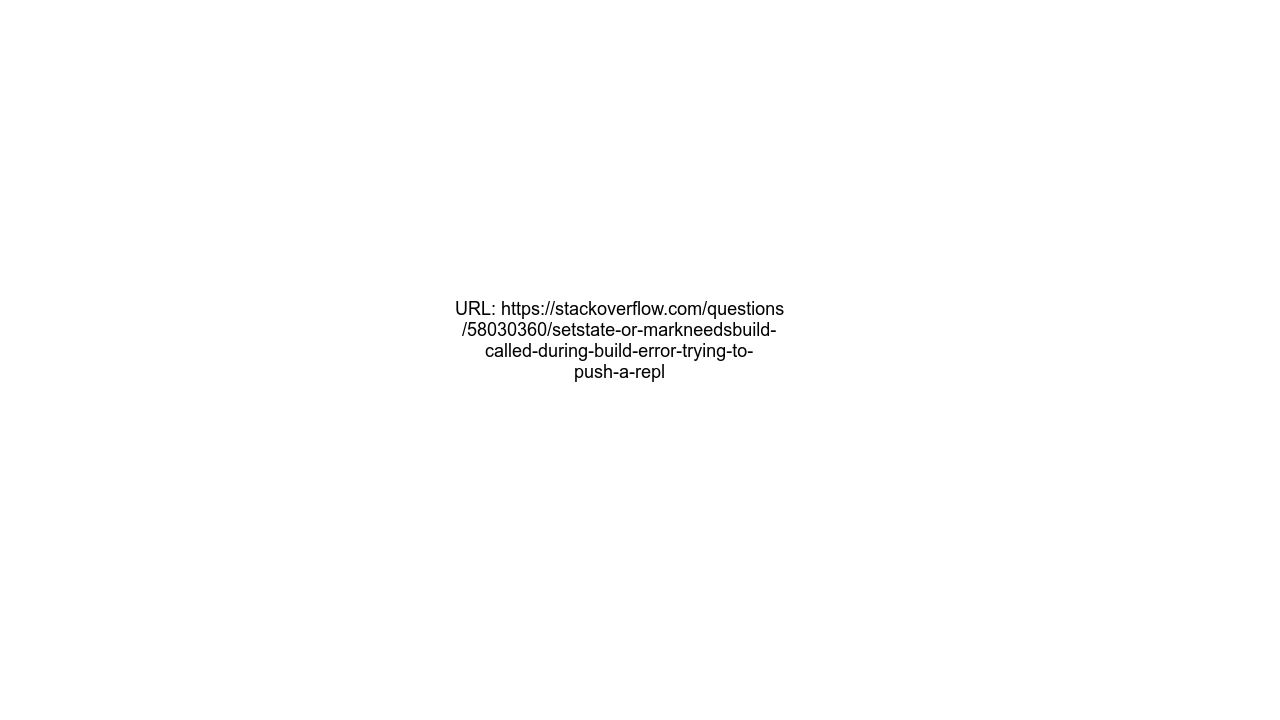 URL: https://stackoverflow.com/questions
/58030360/setstate-or-markneedsbuild-
called-during-build-error-trying-to-
push-a-repl